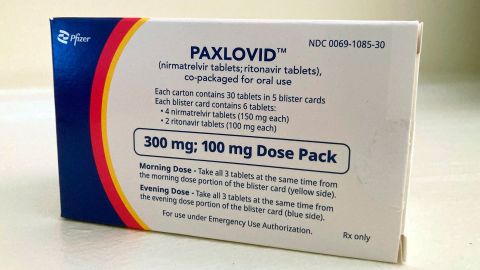 Pfizer
NDC 0069-1085-30
PAXLOVID™
(nirmatrelvir tablets; ritonavir tablets),
co-packaged for oral use
Each carton contains 30 tablets in 5 blister cards
Each blister card contains 6 tablets:
• 4 nirmatrelvir tablets (150 mg each)
• 2 ritonavir tablets (100 mg each)
300 mg; 100 mg Dose Pack
Morning Dose - Take all 3 tablets at the same time from
the morning dose portion of the blister card (yellow side).
Evening Dose - Take all 3 tablets at the same time from
the evening dose portion of the blister card (blue side).
For use under Emergency Use Authorization.
Rx only